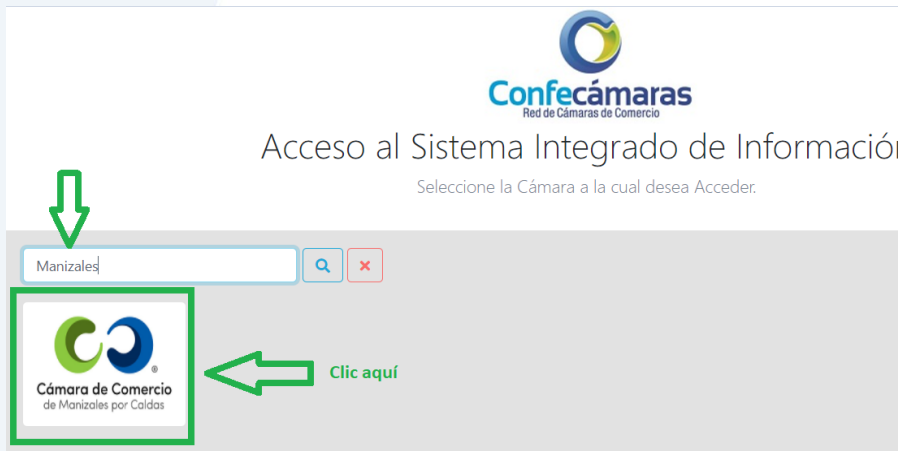 Confecámaras
Red de Cámaras de Comercio
Acceso al Sistema Integrado de Información
Seleccione la Cámara a la cual desea Acceder.
Manizales
Cámara de Comercio
de Manizales por Caldas
Clic aquí